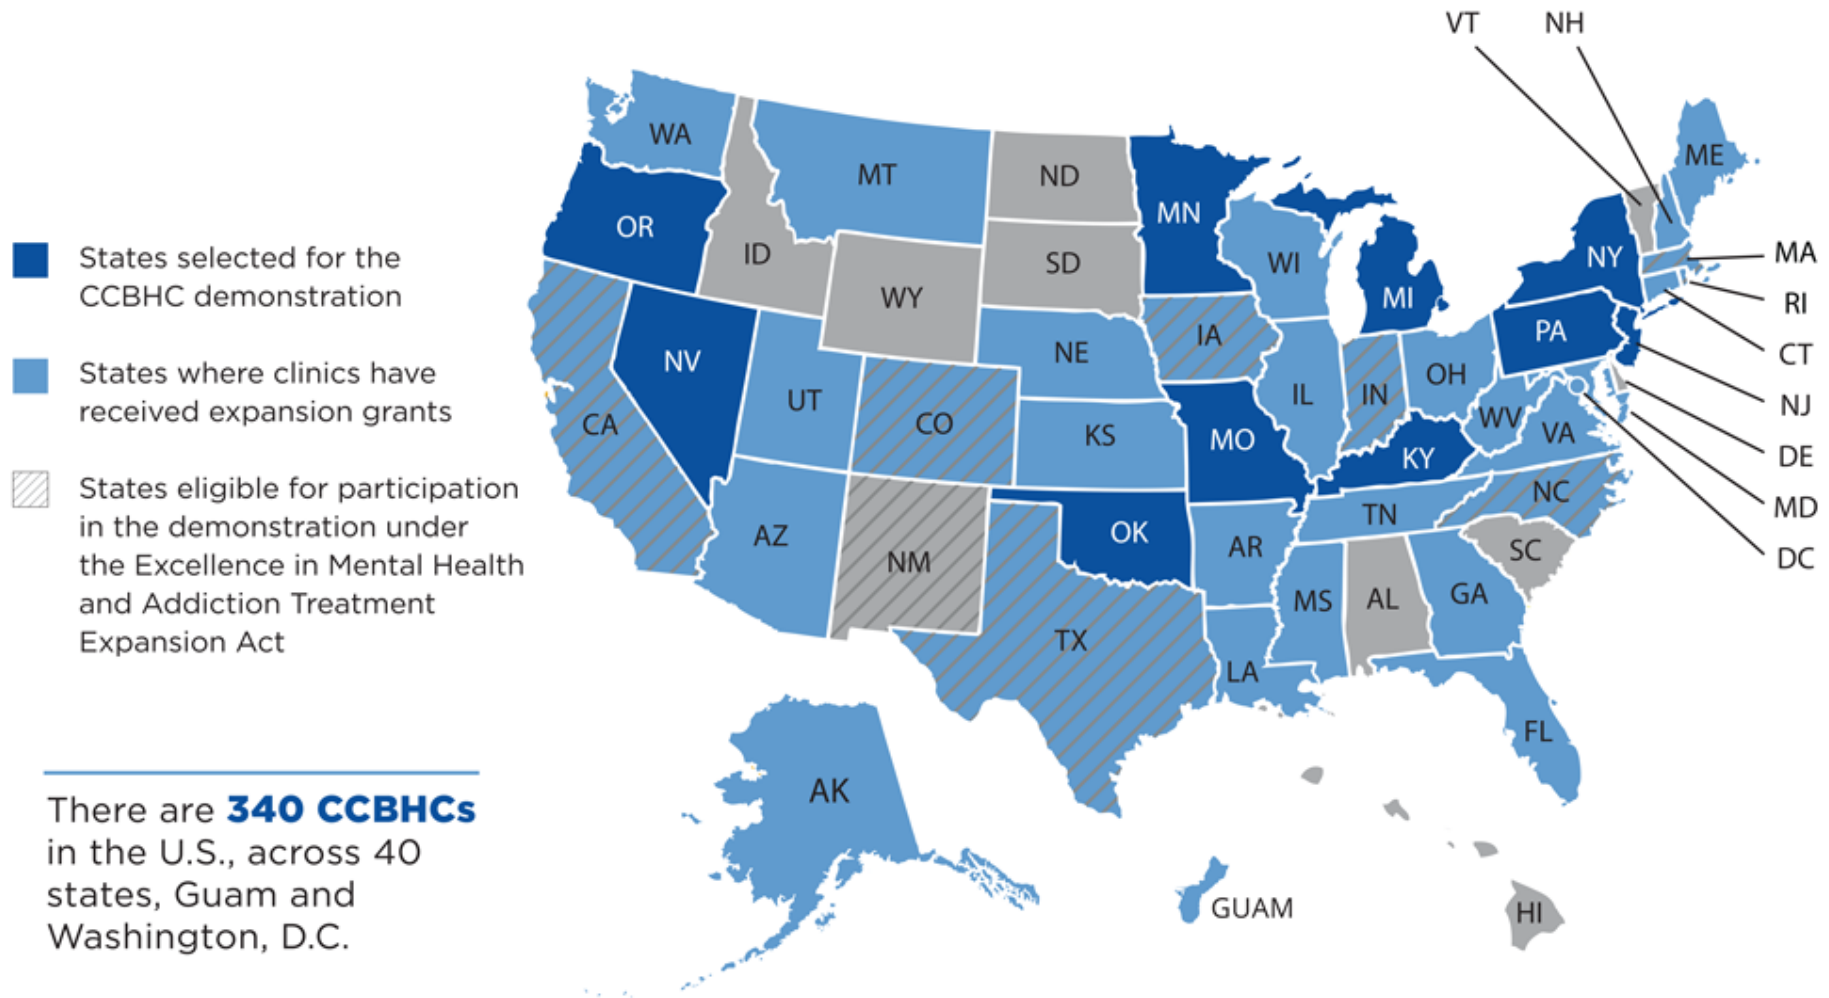 VT NH
WA
ME
MT
ND
MN
OR
ID
SD
WI
NY
MA
WY
MI
RI
IA
PA
CT
NV
NE
OH
UT
IL
IN
NJ
CA
CO
KS
MO
WV
VA
KY
DE
NC
MD
AZ
OK
TN
NM
AR
SC
DC
MS
AL
GA
TX
LA
FL
AK
GUAM
HI
States selected for the
CCBHC demonstration
States where clinics have
received expansion grants
States eligible for participation
in the demonstration under
the Excellence in Mental Health
and Addiction Treatment
Expansion Act
There are 340 CCBHCs
in the U.S., across 40
states, Guam and
Washington, D.C.